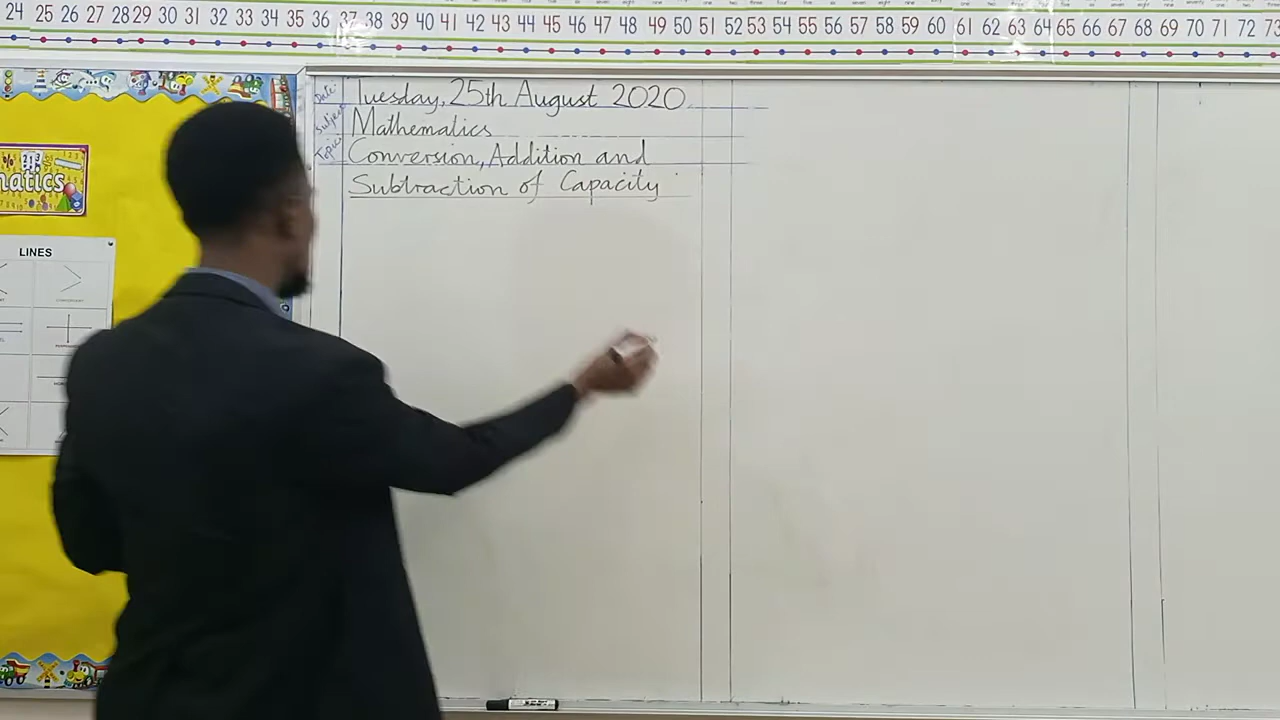 24 25 26 27 28 29 30 31 32 33 34 35 36 37 38 39 40 41 42 43 44 45 46 47 48 49 50 51 52 53 54 55 56 57 58 59 60 61 62 63 64 65 66 67 68 69 70 71 72 73
Date: Tuesday, 25th August 2020
Subject Mathematics
Topic: Conversion, Addition and
Subtraction of Capacity
matics
LINES